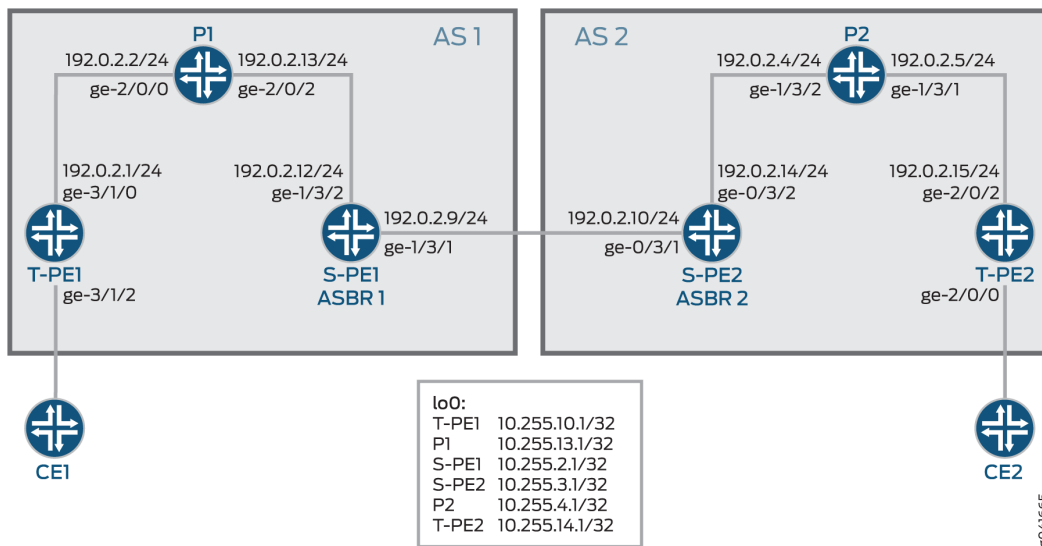 P1
AS 1
AS 2
P2
192.0.2.2/24
192.0.2.13/24
192.0.2.4/24
192.0.2.5/24
ge-2/0/0
ge-2/0/2
ge-1/3/2
ge-1/3/1
192.0.2.1/24
192.0.2.12/24
192.0.2.14/24
192.0.2.15/24
ge-3/1/0
ge-1/3/2
ge-0/3/2
ge-2/0/2
192.0.2.9/24
192.0.2.10/24
ge-1/3/1
ge-0/3/1
T-PE1
S-PE1
S-PE2
T-PE2
ASBR 1
ASBR 2
ge-3/1/2
ge-2/0/0
lo0:
T-PE1 10.255.10.1/32
P1 10.255.13.1/32
S-PE1 10.255.2.1/32
S-PE2 10.255.3.1/32
P2 10.255.4.1/32
T-PE2 10.255.14.1/32
CE1
CE2